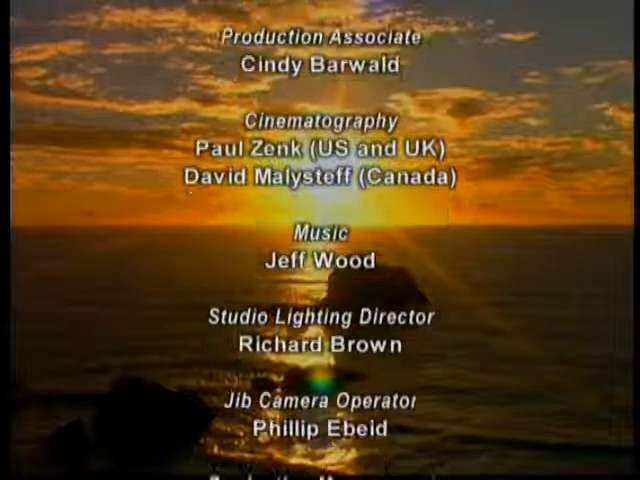 Production Associate
Cindy Barwald
Cinematography
Paul Zenk (US and UK)
David Malysteff (Canada)
Music
Jeff Wood
Studio Lighting Director
Richard Brown
Jib Camera Operator
Phillip Ebeid